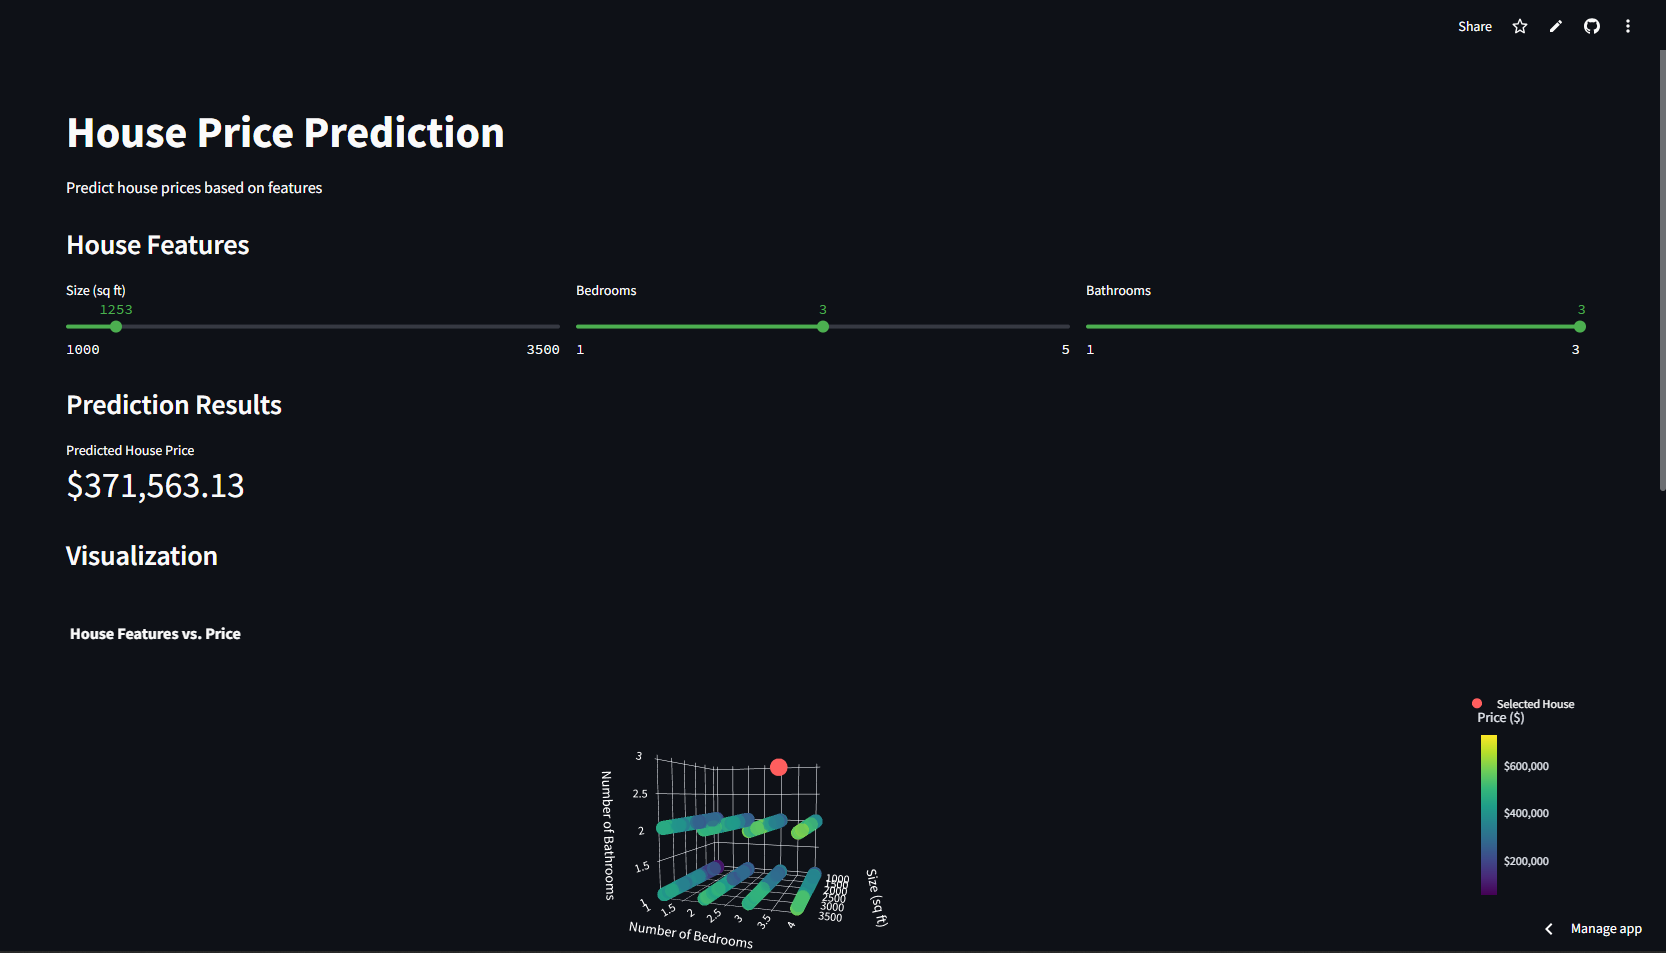 Share
House Price Prediction
Predict house prices based on features
House Features
Size (sq ft)
1253
1000 3500
Bedrooms
3
1 5
Bathrooms
3
1 3
Prediction Results
Predicted House Price
$371,563.13
Visualization
House Features vs. Price
Selected House
Price ($)
$600,000
$400,000
$200,000
3
2.5
2
1.5
1
Number of Bathrooms
1
1.5
2
2.5
3
3.5
4
Number of Bedrooms
1000
1500
2000
2500
3000
3500
Size (sq ft)
Manage app